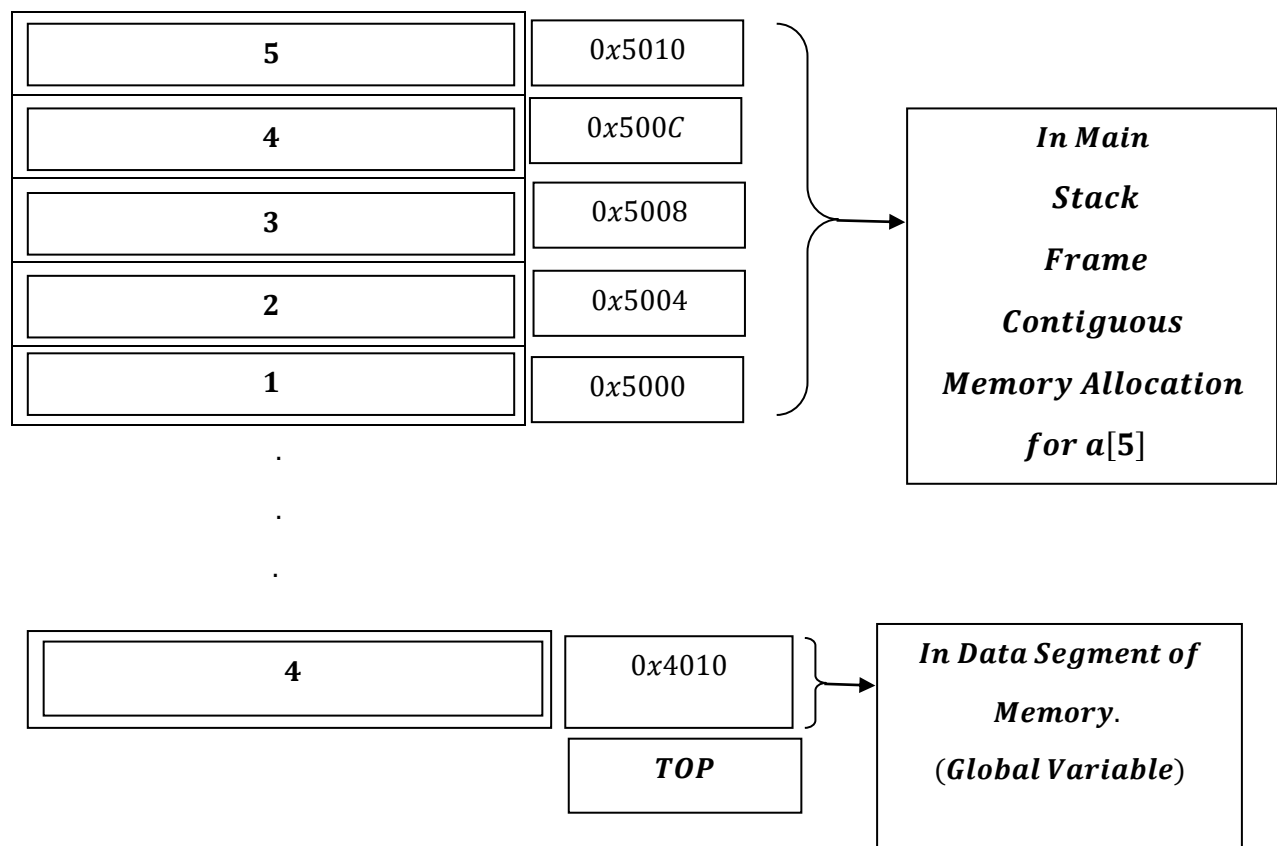 5 0x5010
4 0x500C
3 0x5008
2 0x5004
1 0x5000
In Main
Stack
Frame
Contiguous
Memory Allocation
for a[5]
.
.
.
4 0x4010
TOP
In Data Segment of
Memory.
(Global Variable)